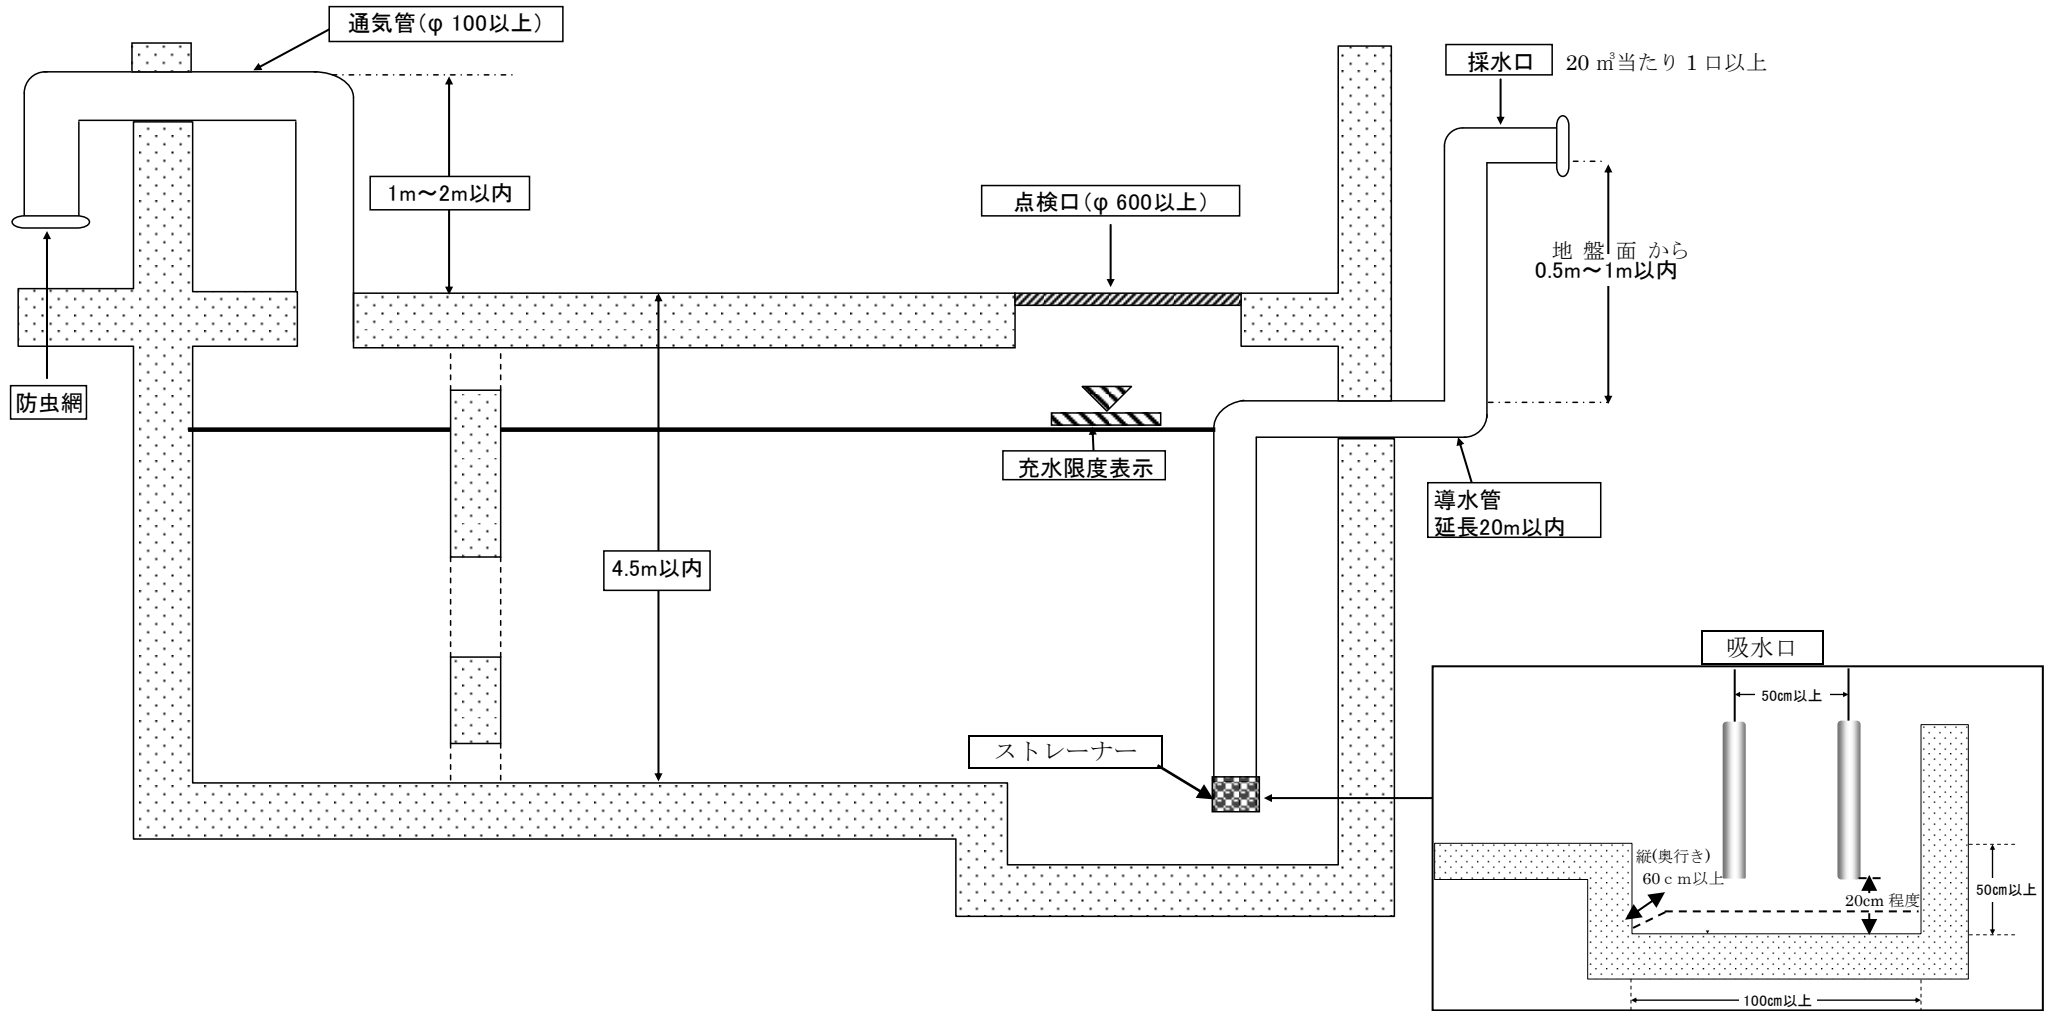 通気管(φ 100以上)
採水口
20 ㎥当たり 1 口以上
1m～2m以内
点検口(φ 600以上)
地 盤 面 から
0.5m～1m以内
防虫網
充水限度表示
導水管
延長20m以内
4.5m以内
吸水口
50㎝以上
ストレーナー
縦(奥行き)
60ｃm以上
50㎝以上
20cm 程度
100㎝以上